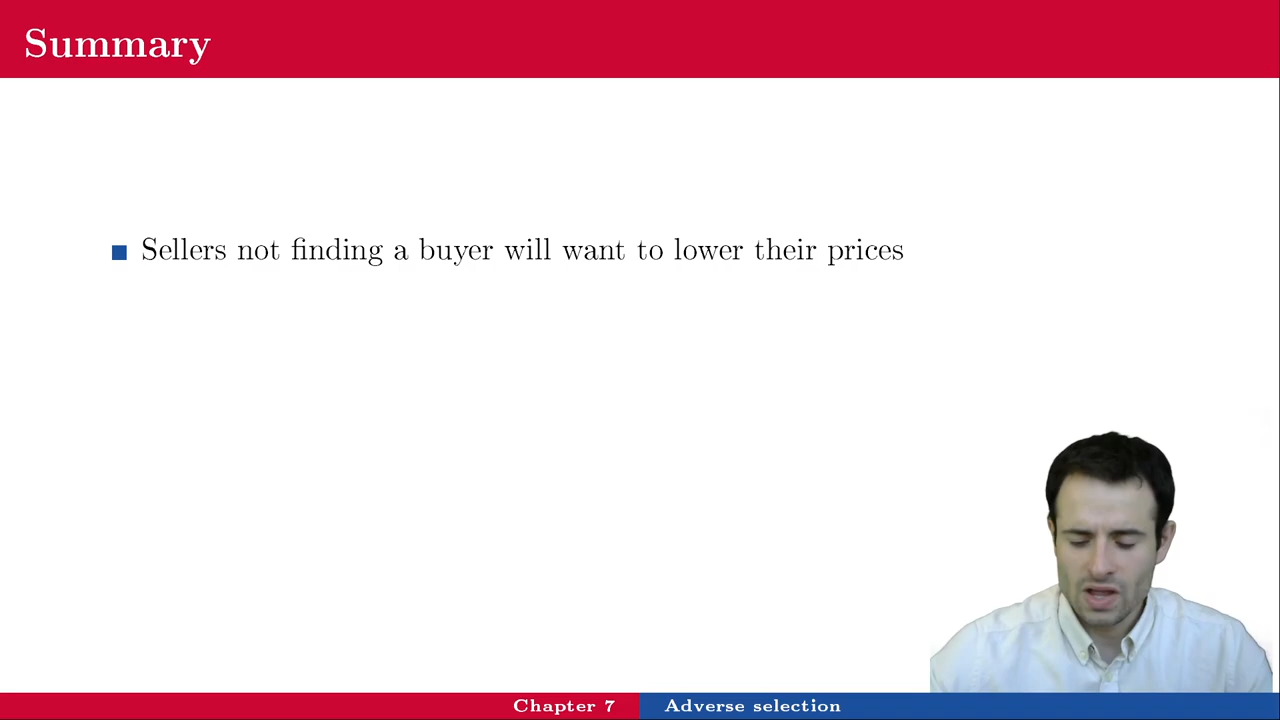 Summary
Sellers not finding a buyer will want to lower their prices
Chapter 7
Adverse selection